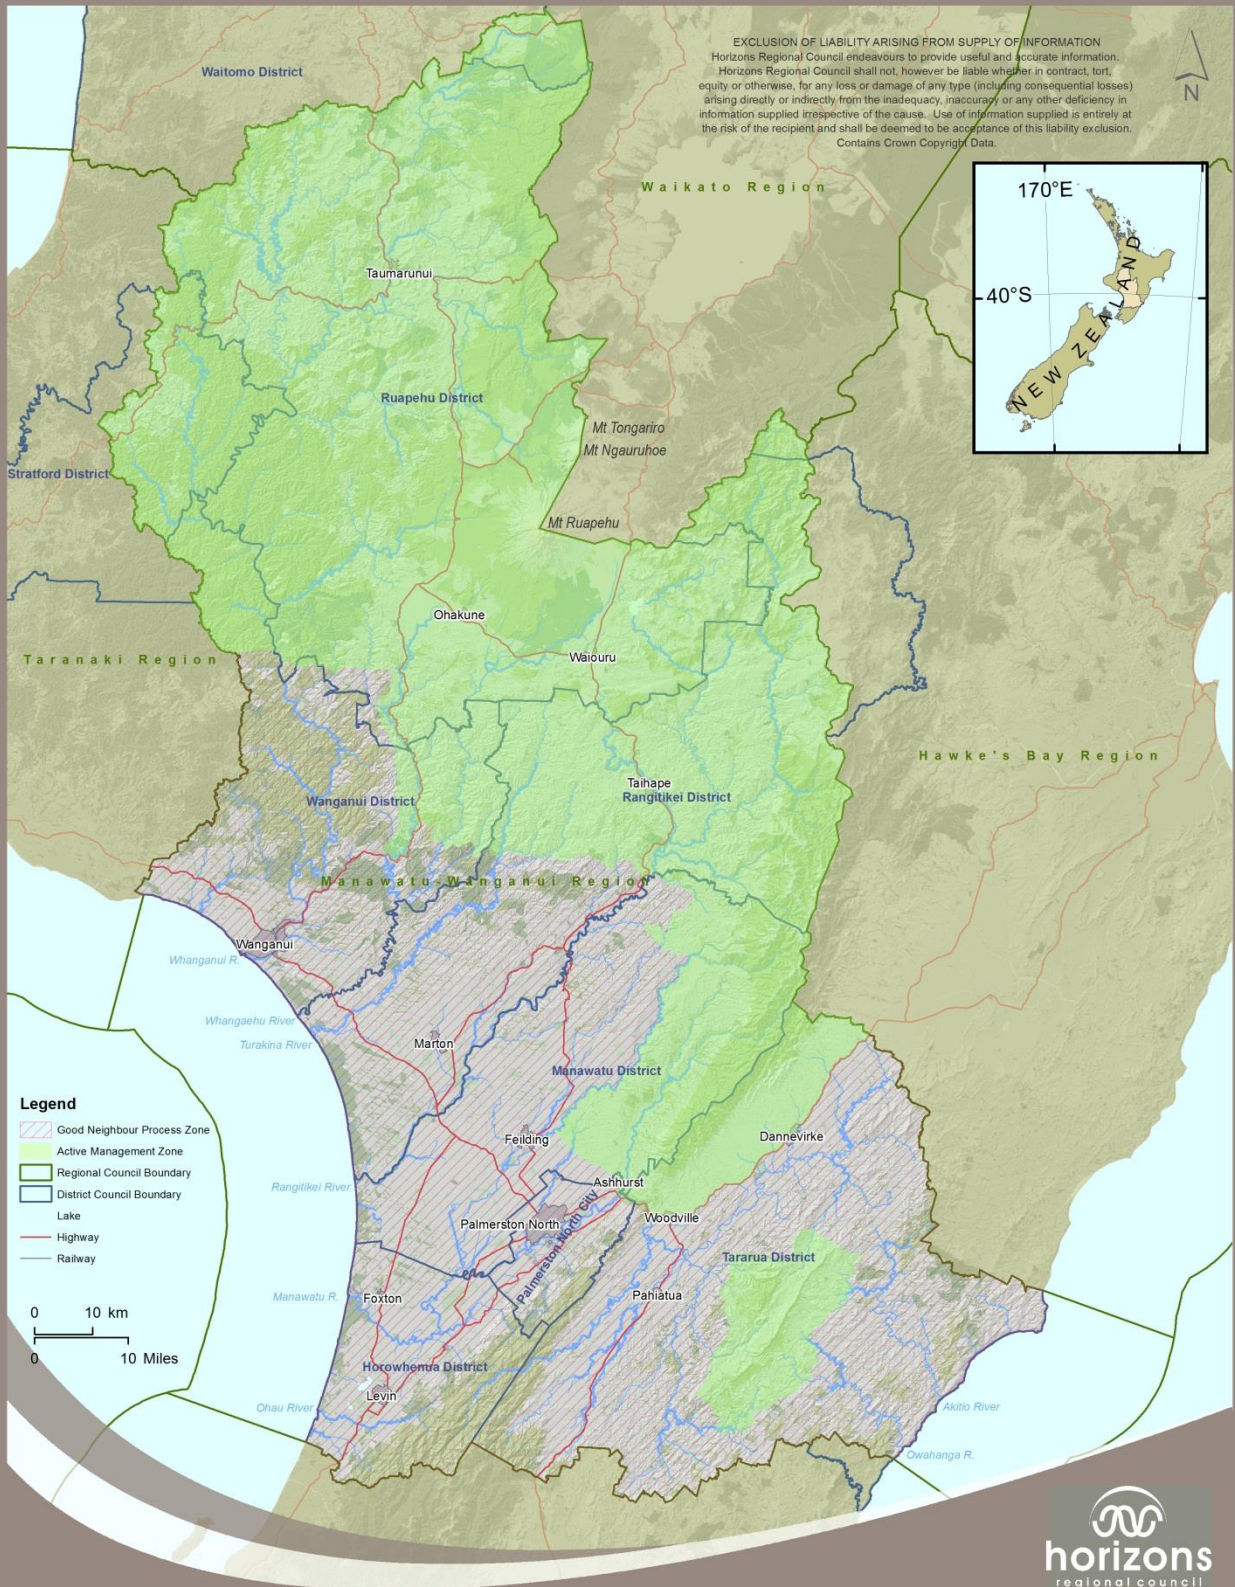 EXCLUSION OF LIABILITY ARISING FROM SUPPLY OF INFORMATION
Horizons Regional Council endeavours to provide useful and accurate information.
Horizons Regional Council shall not, however be liable whether in contract, tort,
equity or otherwise, for any loss or damage of any type (including consequential losses)
arising directly or indirectly from the inadequacy, inaccuracy or any other deficiency in
information supplied irrespective of the cause. Use of information supplied is entirely at
the risk of the recipient and shall be deemed to be acceptance of this liability exclusion.
Contains Crown Copyright Data.
N
Waitomo District
Waikato Region
170°E
40°S
NEW ZEALAND
Taumarunui
Ruapehu District
Mt Tongariro
Mt Ngauruhoe
Stratford District
Mt Ruapehu
Ohakune
Waiouru
Taranaki Region
Hawke's Bay Region
Taihape
Rangitikei District
Wanganui District
Manawatu-Wanganui Region
Wanganui
Whanganui R.
Whangaehu River
Turakina River
Marton
Manawatu District
Legend
Good Neighbour Process Zone
Active Management Zone
Regional Council Boundary
District Council Boundary
Lake
Highway
Railway
Feilding
Dannevirke
Rangitikei River
Ashhurst
Palmerston North
Palmerston North City
Woodville
Tararua District
Manawatu R.
Foxton
Pahiatua
0 10 km
0 10 Miles
Horowhenua District
Levin
Ohau River
Akitio River
Owahanga R.
horizons
regional council